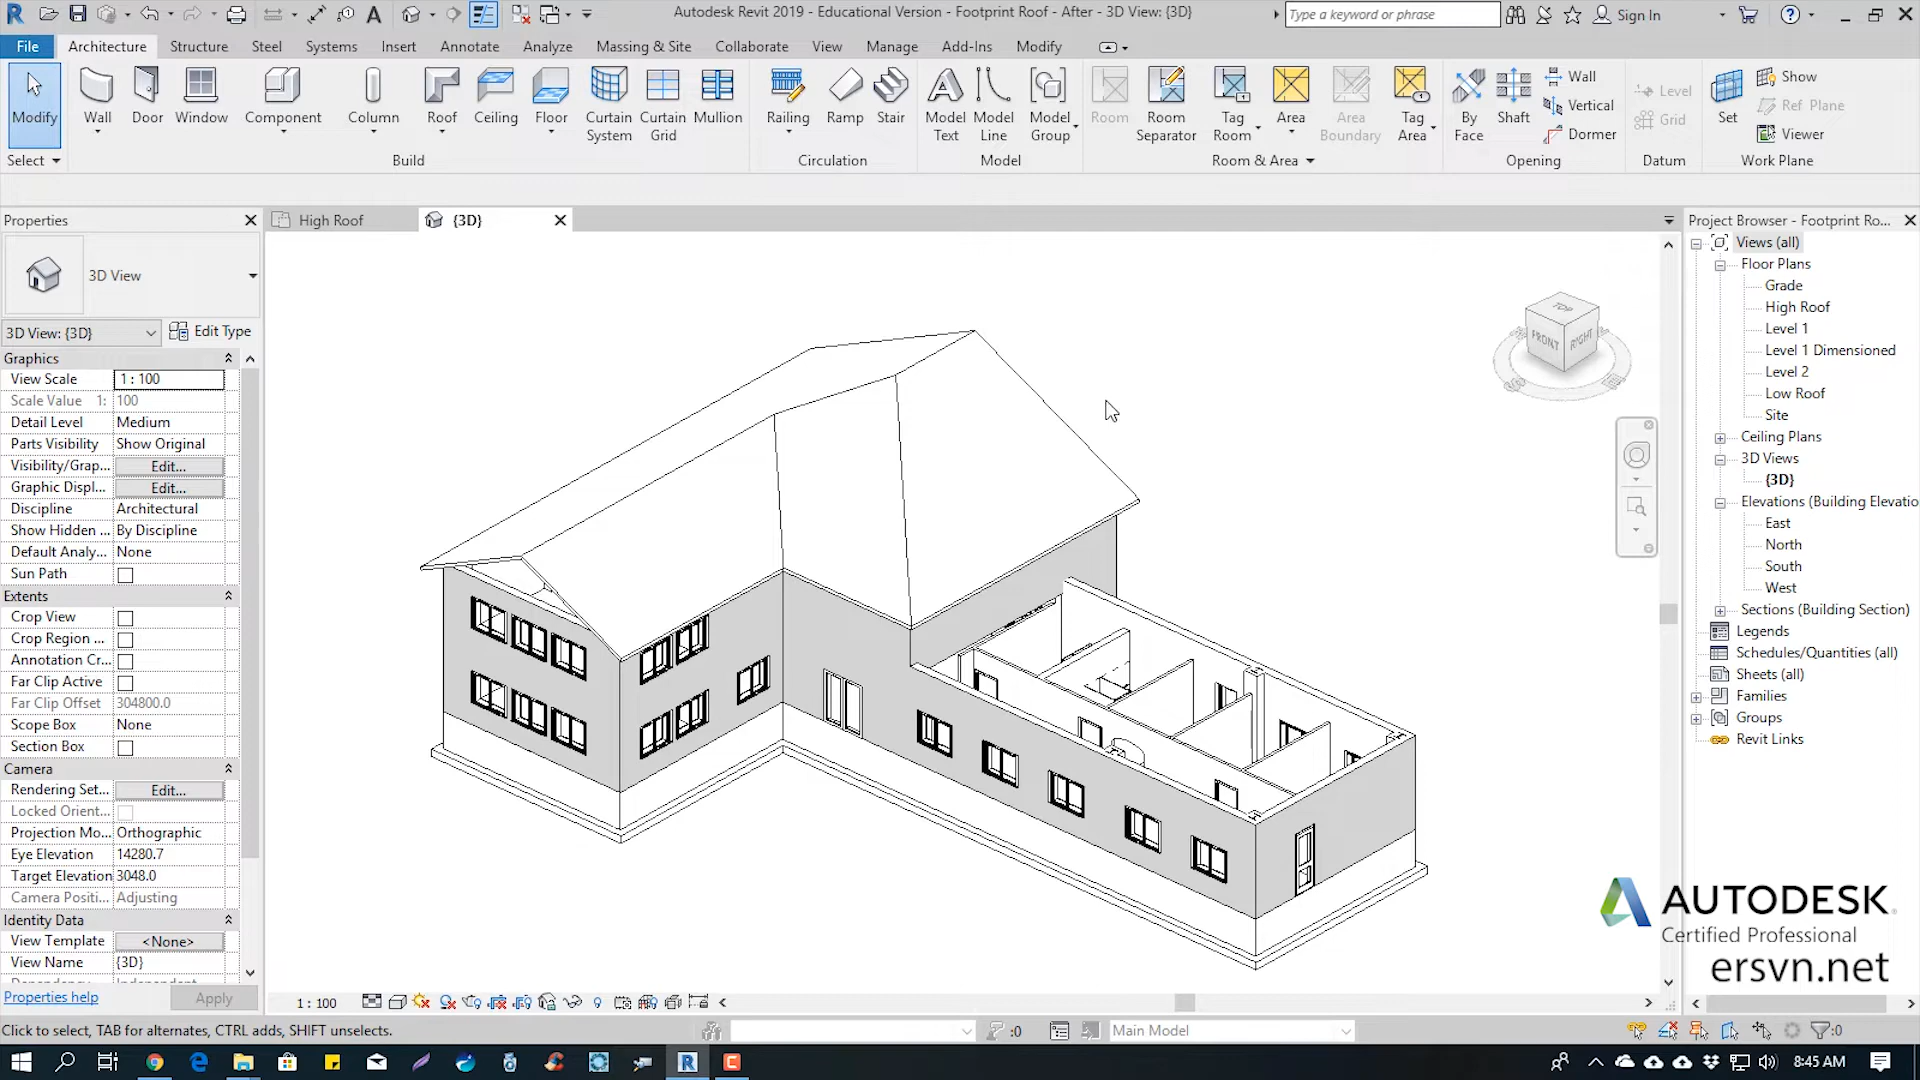 Autodesk Revit 2019 - Educational Version - Footprint Roof - After - 3D View: {3D}
Type a keyword or phrase
Sign In
File Architecture Structure Steel Systems Insert Annotate Analyze Massing & Site Collaborate View Manage Add-Ins Modify
Modify Wall Door Window Component Column Roof Ceiling Floor Curtain System Curtain Grid Mullion
Railing Ramp Stair Model Text Model Line Model Group
Room Room Separator Tag Room Area Area Boundary Tag Area
By Face Shaft Wall Vertical Dormer
Level Grid
Set Show Ref Plane Viewer
Select Build Circulation Model Room & Area Opening Datum Work Plane
Properties
3D View
3D View: {3D} Edit Type
Graphics
View Scale 1 : 100
Scale Value 1: 100
Detail Level Medium
Parts Visibility Show Original
Visibility/Grap... Edit...
Graphic Displ... Edit...
Discipline Architectural
Show Hidden ... By Discipline
Default Analy... None
Sun Path
Extents
Crop View
Crop Region ...
Annotation Cr...
Far Clip Active
Far Clip Offset 304800.0
Scope Box None
Section Box
Camera
Rendering Set... Edit...
Locked Orient...
Projection Mo... Orthographic
Eye Elevation 14280.7
Target Elevation 3048.0
Camera Positi... Adjusting
Identity Data
View Template <None>
View Name {3D}
Properties help Apply
High Roof
{3D}
TOP
FRONT RIGHT
1 : 100
Project Browser - Footprint Ro...
Views (all)
Floor Plans
Grade
High Roof
Level 1
Level 1 Dimensioned
Level 2
Low Roof
Site
Ceiling Plans
3D Views
{3D}
Elevations (Building Elevatio
East
North
South
West
Sections (Building Section)
Legends
Schedules/Quantities (all)
Sheets (all)
Families
Groups
Revit Links
AUTODESK.
Certified Professional
ersvn.net
Click to select, TAB for alternates, CTRL adds, SHIFT unselects.
:0
Main Model
:0
8:45 AM